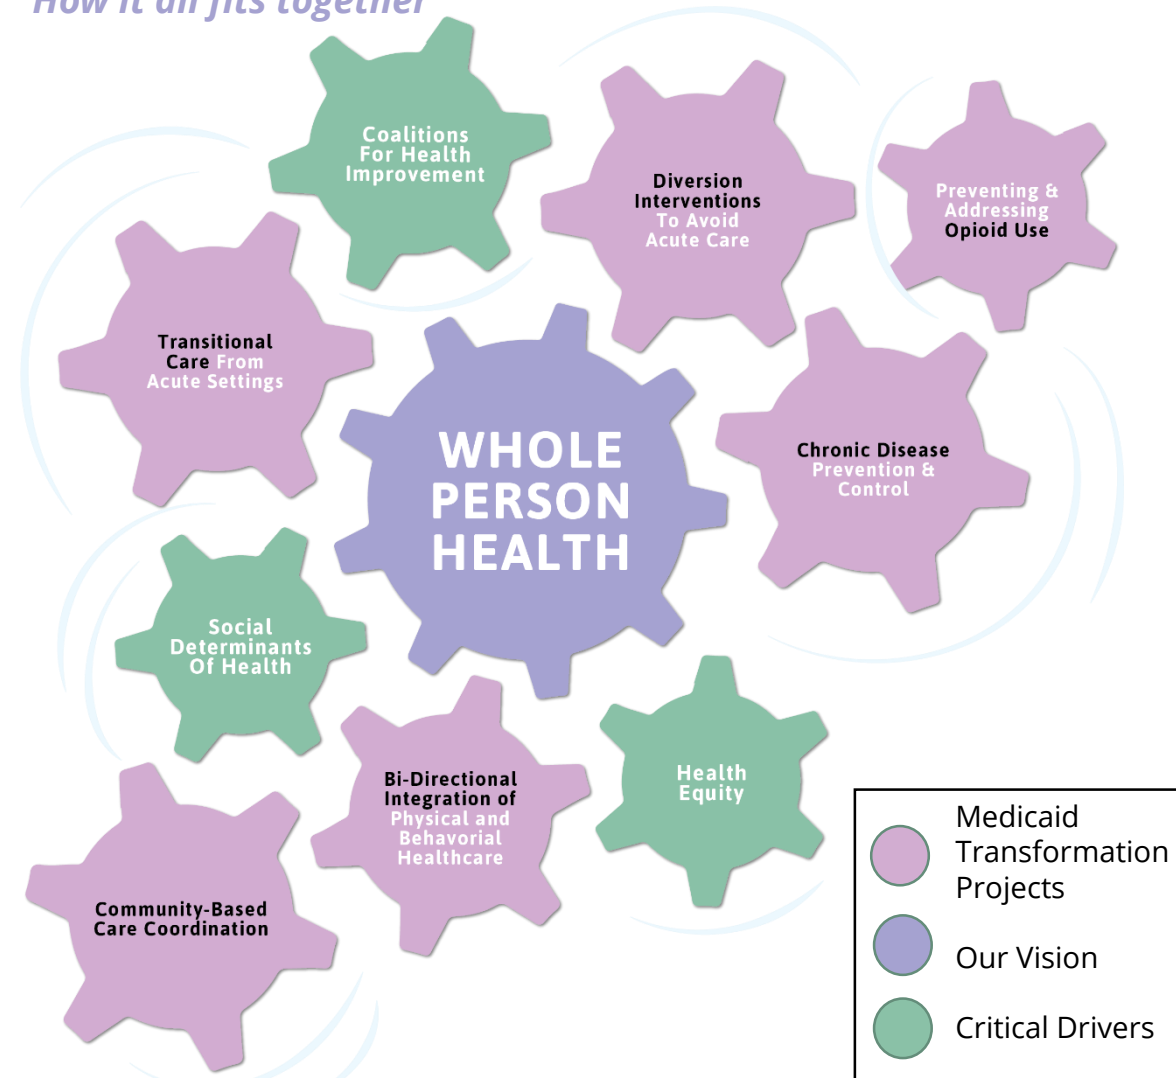 How it all fits together
Coalitions
For Health
Improvement
Diversion
Interventions
To Avoid
Acute Care
Preventing &
Addressing
Opioid Use
Transitional
Care From
Acute Settings
WHOLE
PERSON
HEALTH
Chronic Disease
Prevention &
Control
Social
Determinants
Of Health
Bi-Directional
Integration of
Physical and
Behavorial
Healthcare
Health
Equity
Community-Based
Care Coordination
Medicaid
Transformation
Projects
Our Vision
Critical Drivers